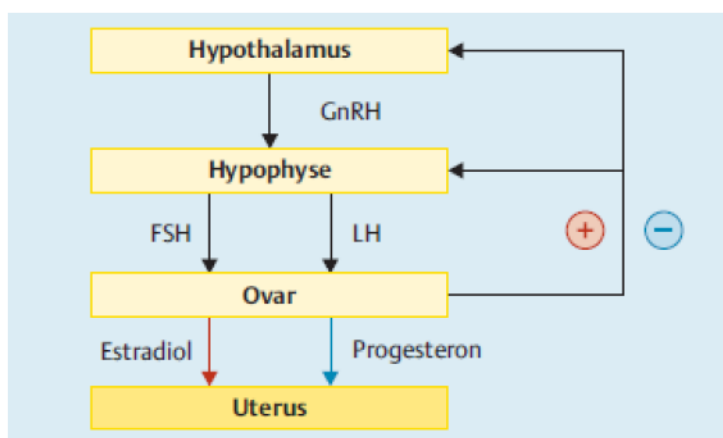 Hypothalamus
GnRH
Hypophyse
FSH
LH
+
−
Ovar
Estradiol
Progesteron
Uterus